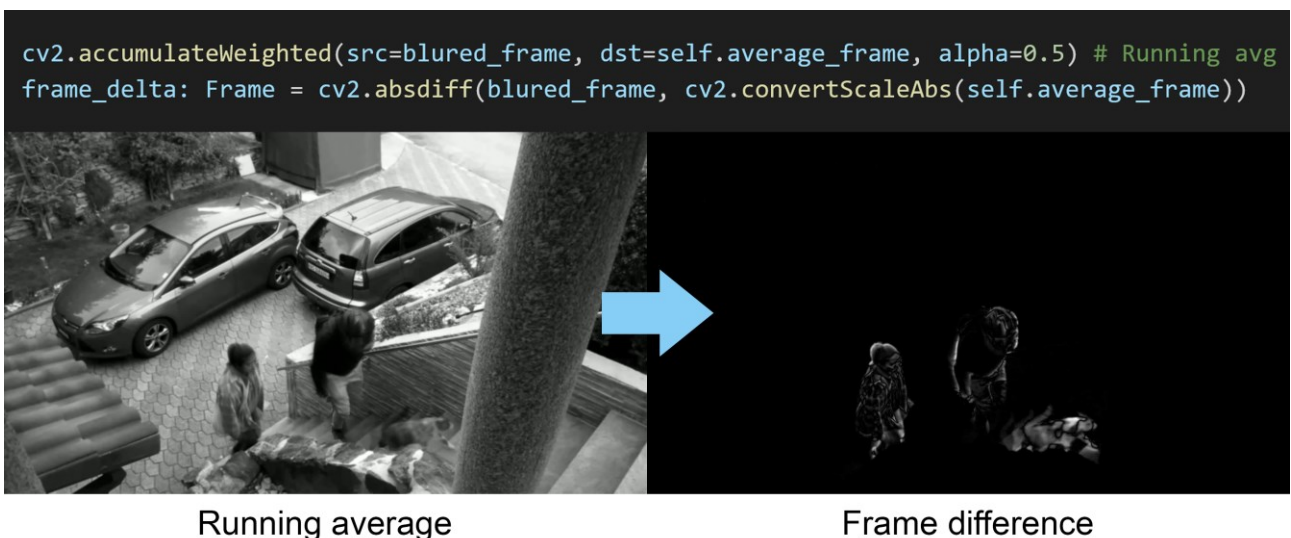 cv2.accumulateWeighted(src=blured_frame, dst=self.average_frame, alpha=0.5) # Running avg
frame_delta: Frame = cv2.absdiff(blured_frame, cv2.convertScaleAbs(self.average_frame))
Running average
Frame difference